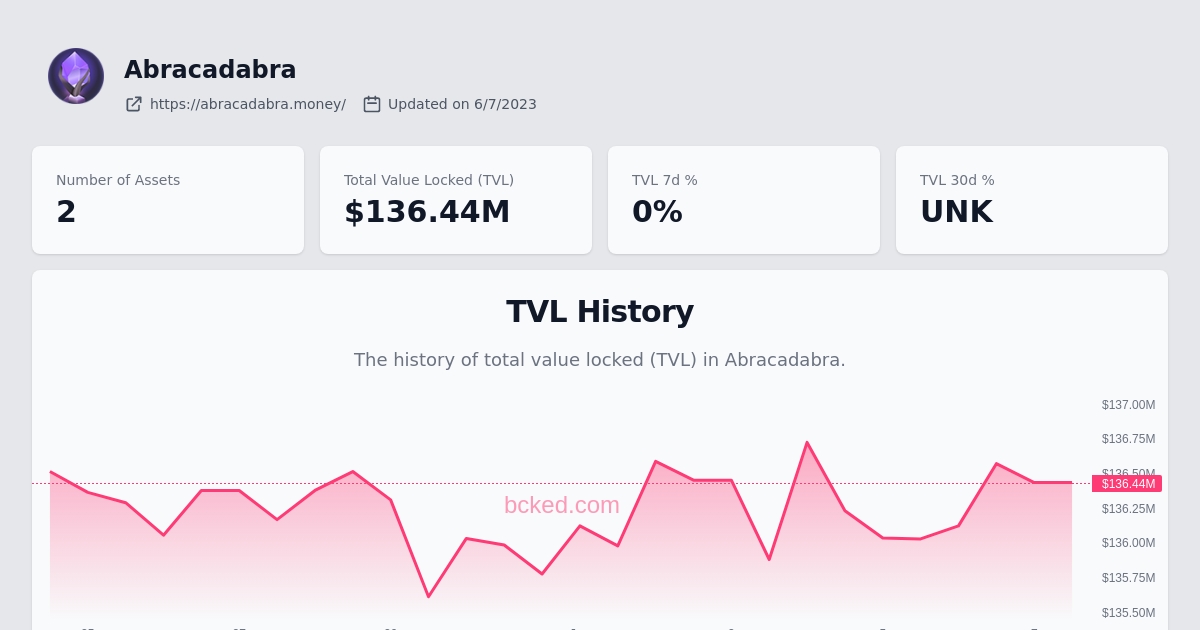 Abracadabra
https://abracadabra.money/ Updated on 6/7/2023
Number of Assets
2
Total Value Locked (TVL)
$136.44M
TVL 7d %
0%
TVL 30d %
UNK
TVL History
The history of total value locked (TVL) in Abracadabra.
bcked.com
$137.00M
$136.75M
$136.50M
$136.44M
$136.25M
$136.00M
$135.75M
$135.50M